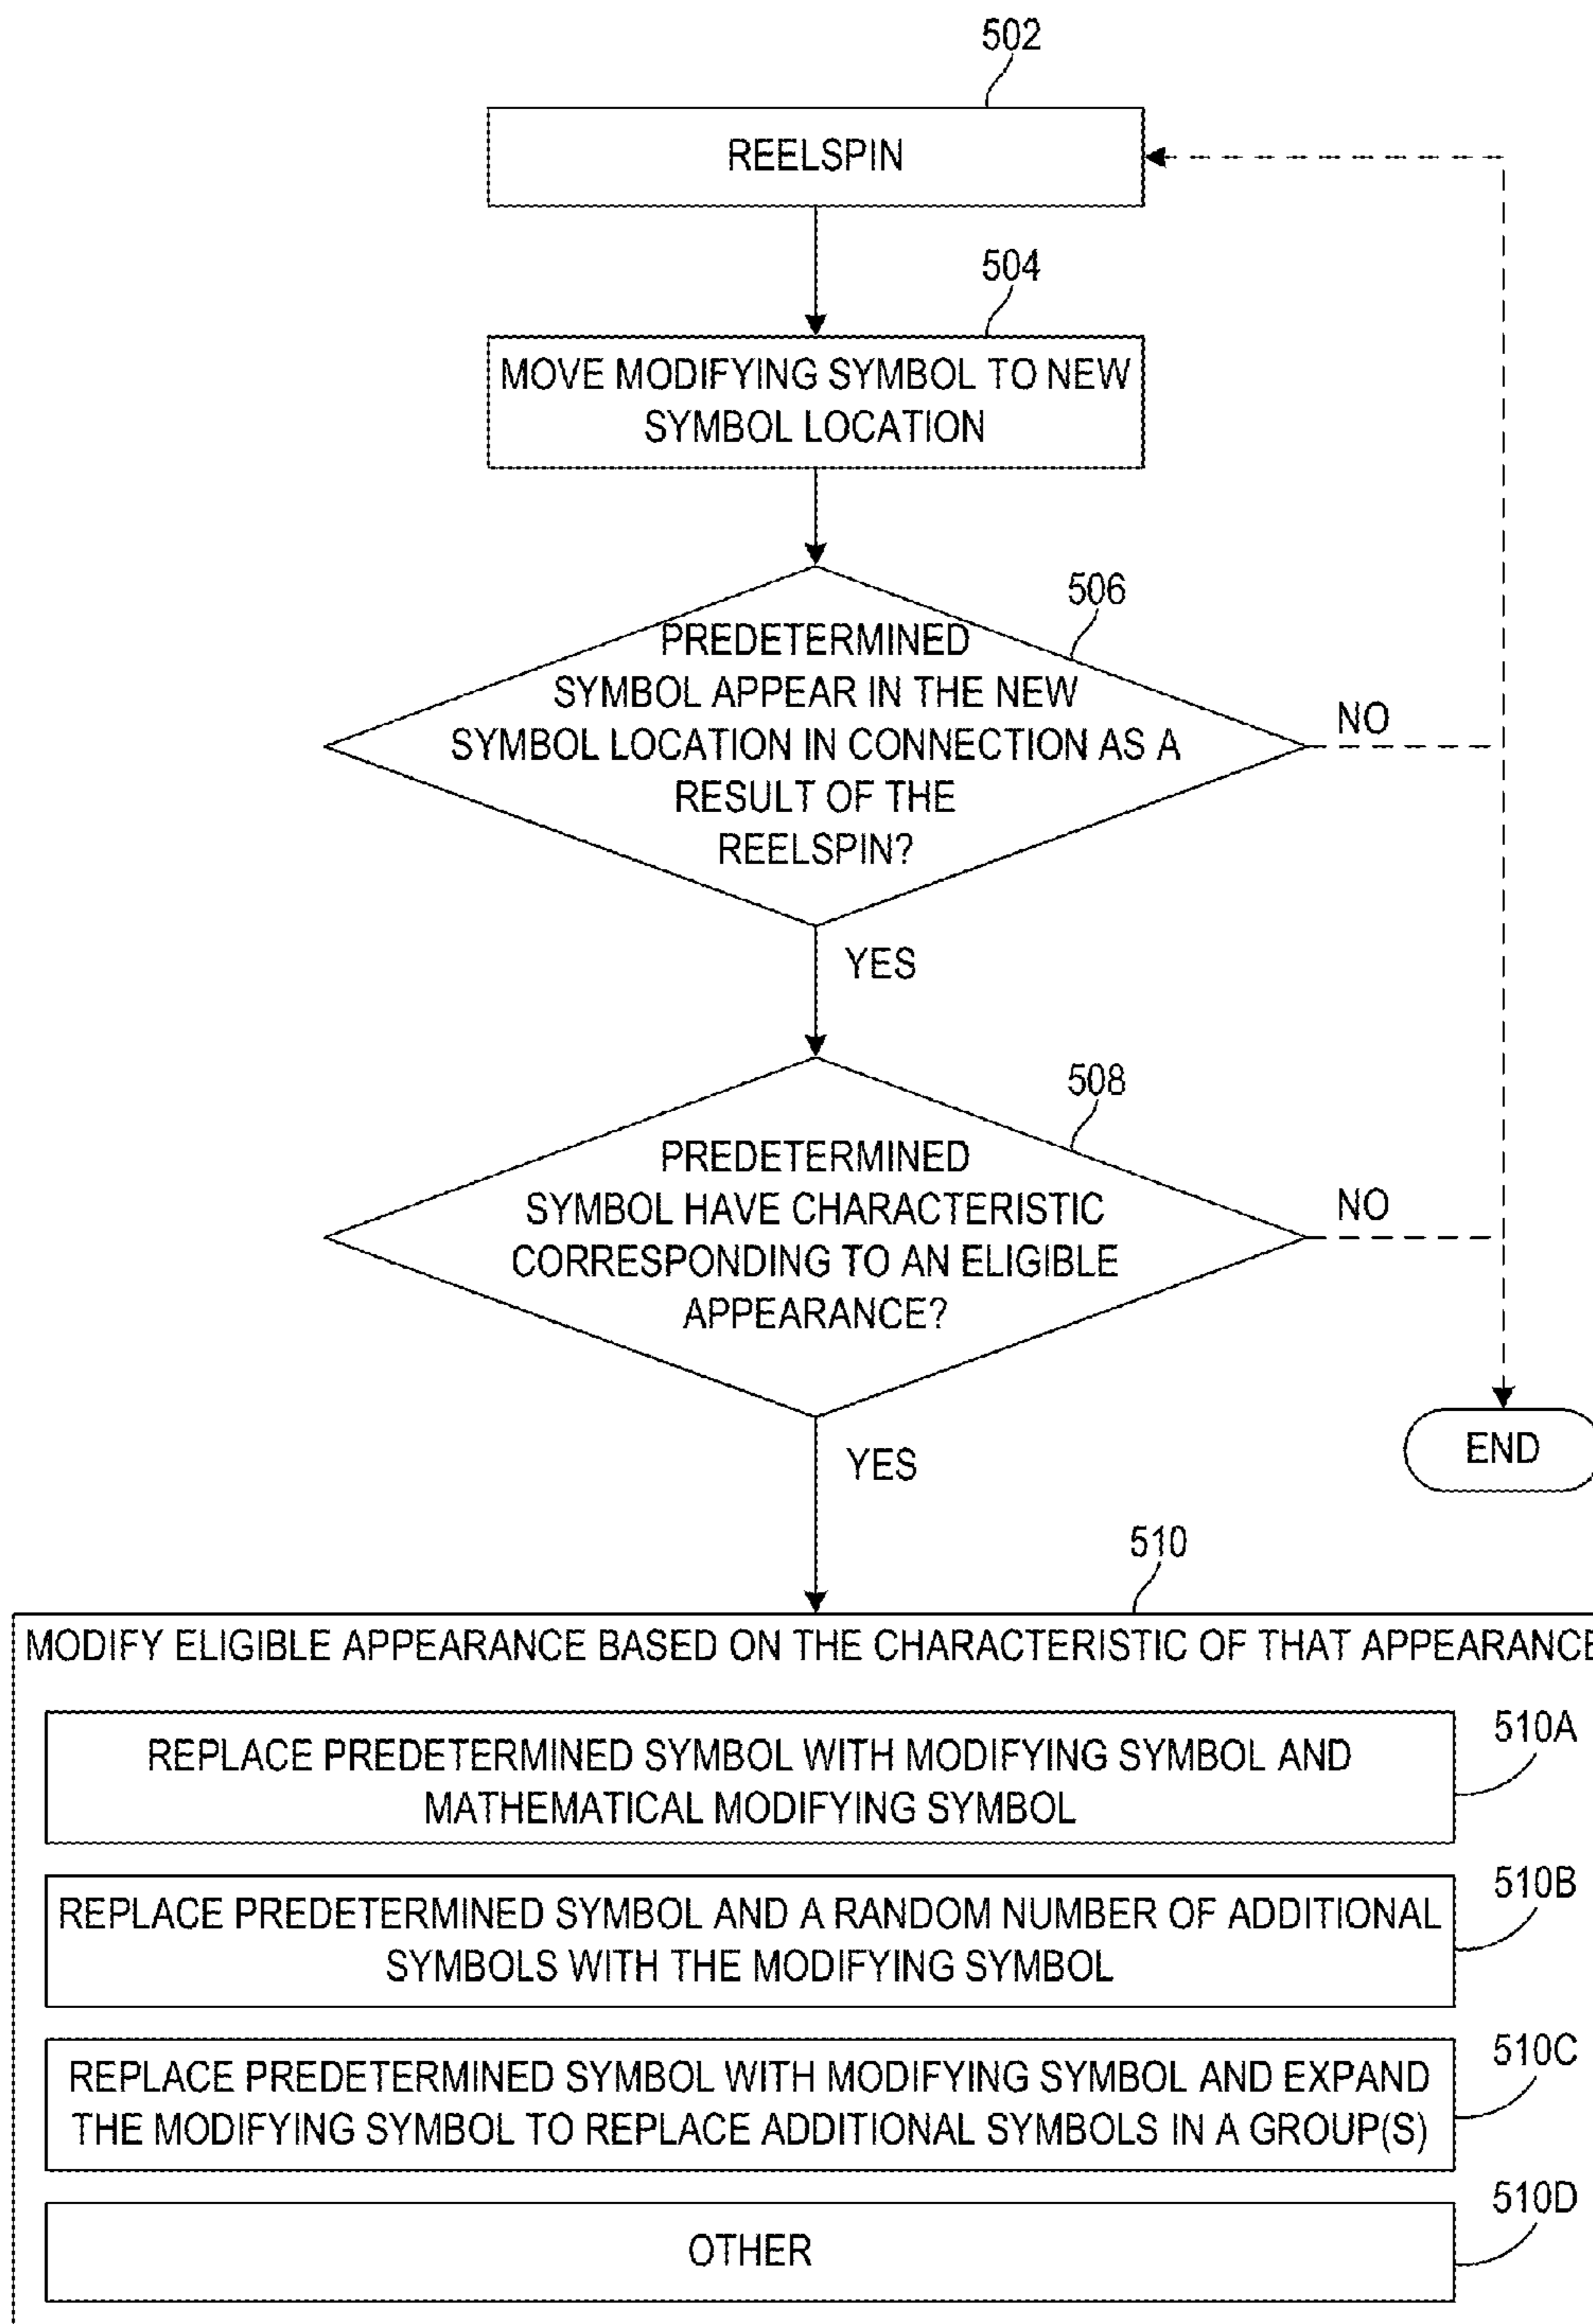 502
REELSPIN
504
MOVE MODIFYING SYMBOL TO NEW
SYMBOL LOCATION
506
PREDETERMINED
SYMBOL APPEAR IN THE NEW
SYMBOL LOCATION IN CONNECTION AS A
RESULT OF THE
REELSPIN?
NO
YES
508
PREDETERMINED
SYMBOL HAVE CHARACTERISTIC
CORRESPONDING TO AN ELIGIBLE
APPEARANCE?
NO
YES
END
510
MODIFY ELIGIBLE APPEARANCE BASED ON THE CHARACTERISTIC OF THAT APPEARANCE
510A
REPLACE PREDETERMINED SYMBOL WITH MODIFYING SYMBOL AND
MATHEMATICAL MODIFYING SYMBOL
510B
REPLACE PREDETERMINED SYMBOL AND A RANDOM NUMBER OF ADDITIONAL
SYMBOLS WITH THE MODIFYING SYMBOL
510C
REPLACE PREDETERMINED SYMBOL WITH MODIFYING SYMBOL AND EXPAND
THE MODIFYING SYMBOL TO REPLACE ADDITIONAL SYMBOLS IN A GROUP(S)
510D
OTHER